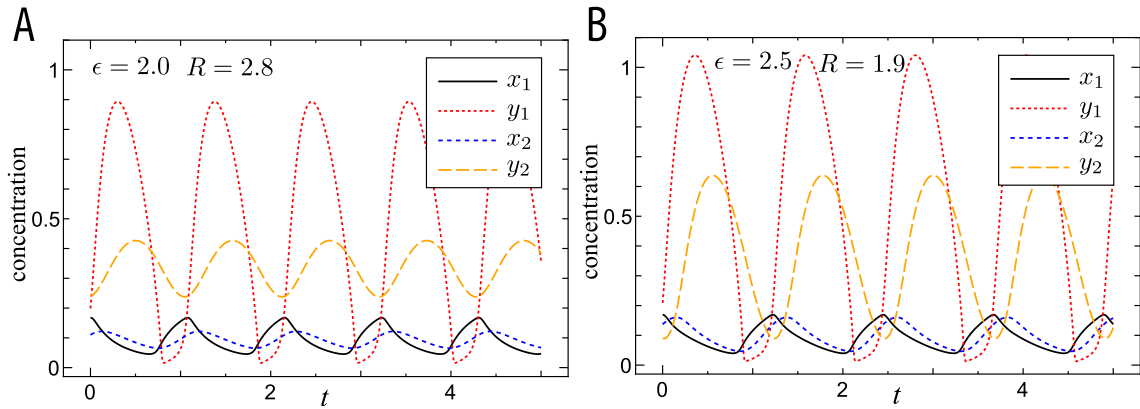 A
ϵ = 2.0 R = 2.8
x₁
y₁
x₂
y₂
1
0.5
0
concentration
0 2 4
t
B
ϵ = 2.5 R = 1.9
x₁
y₁
x₂
y₂
1
0.5
0
concentration
0 2 4
t